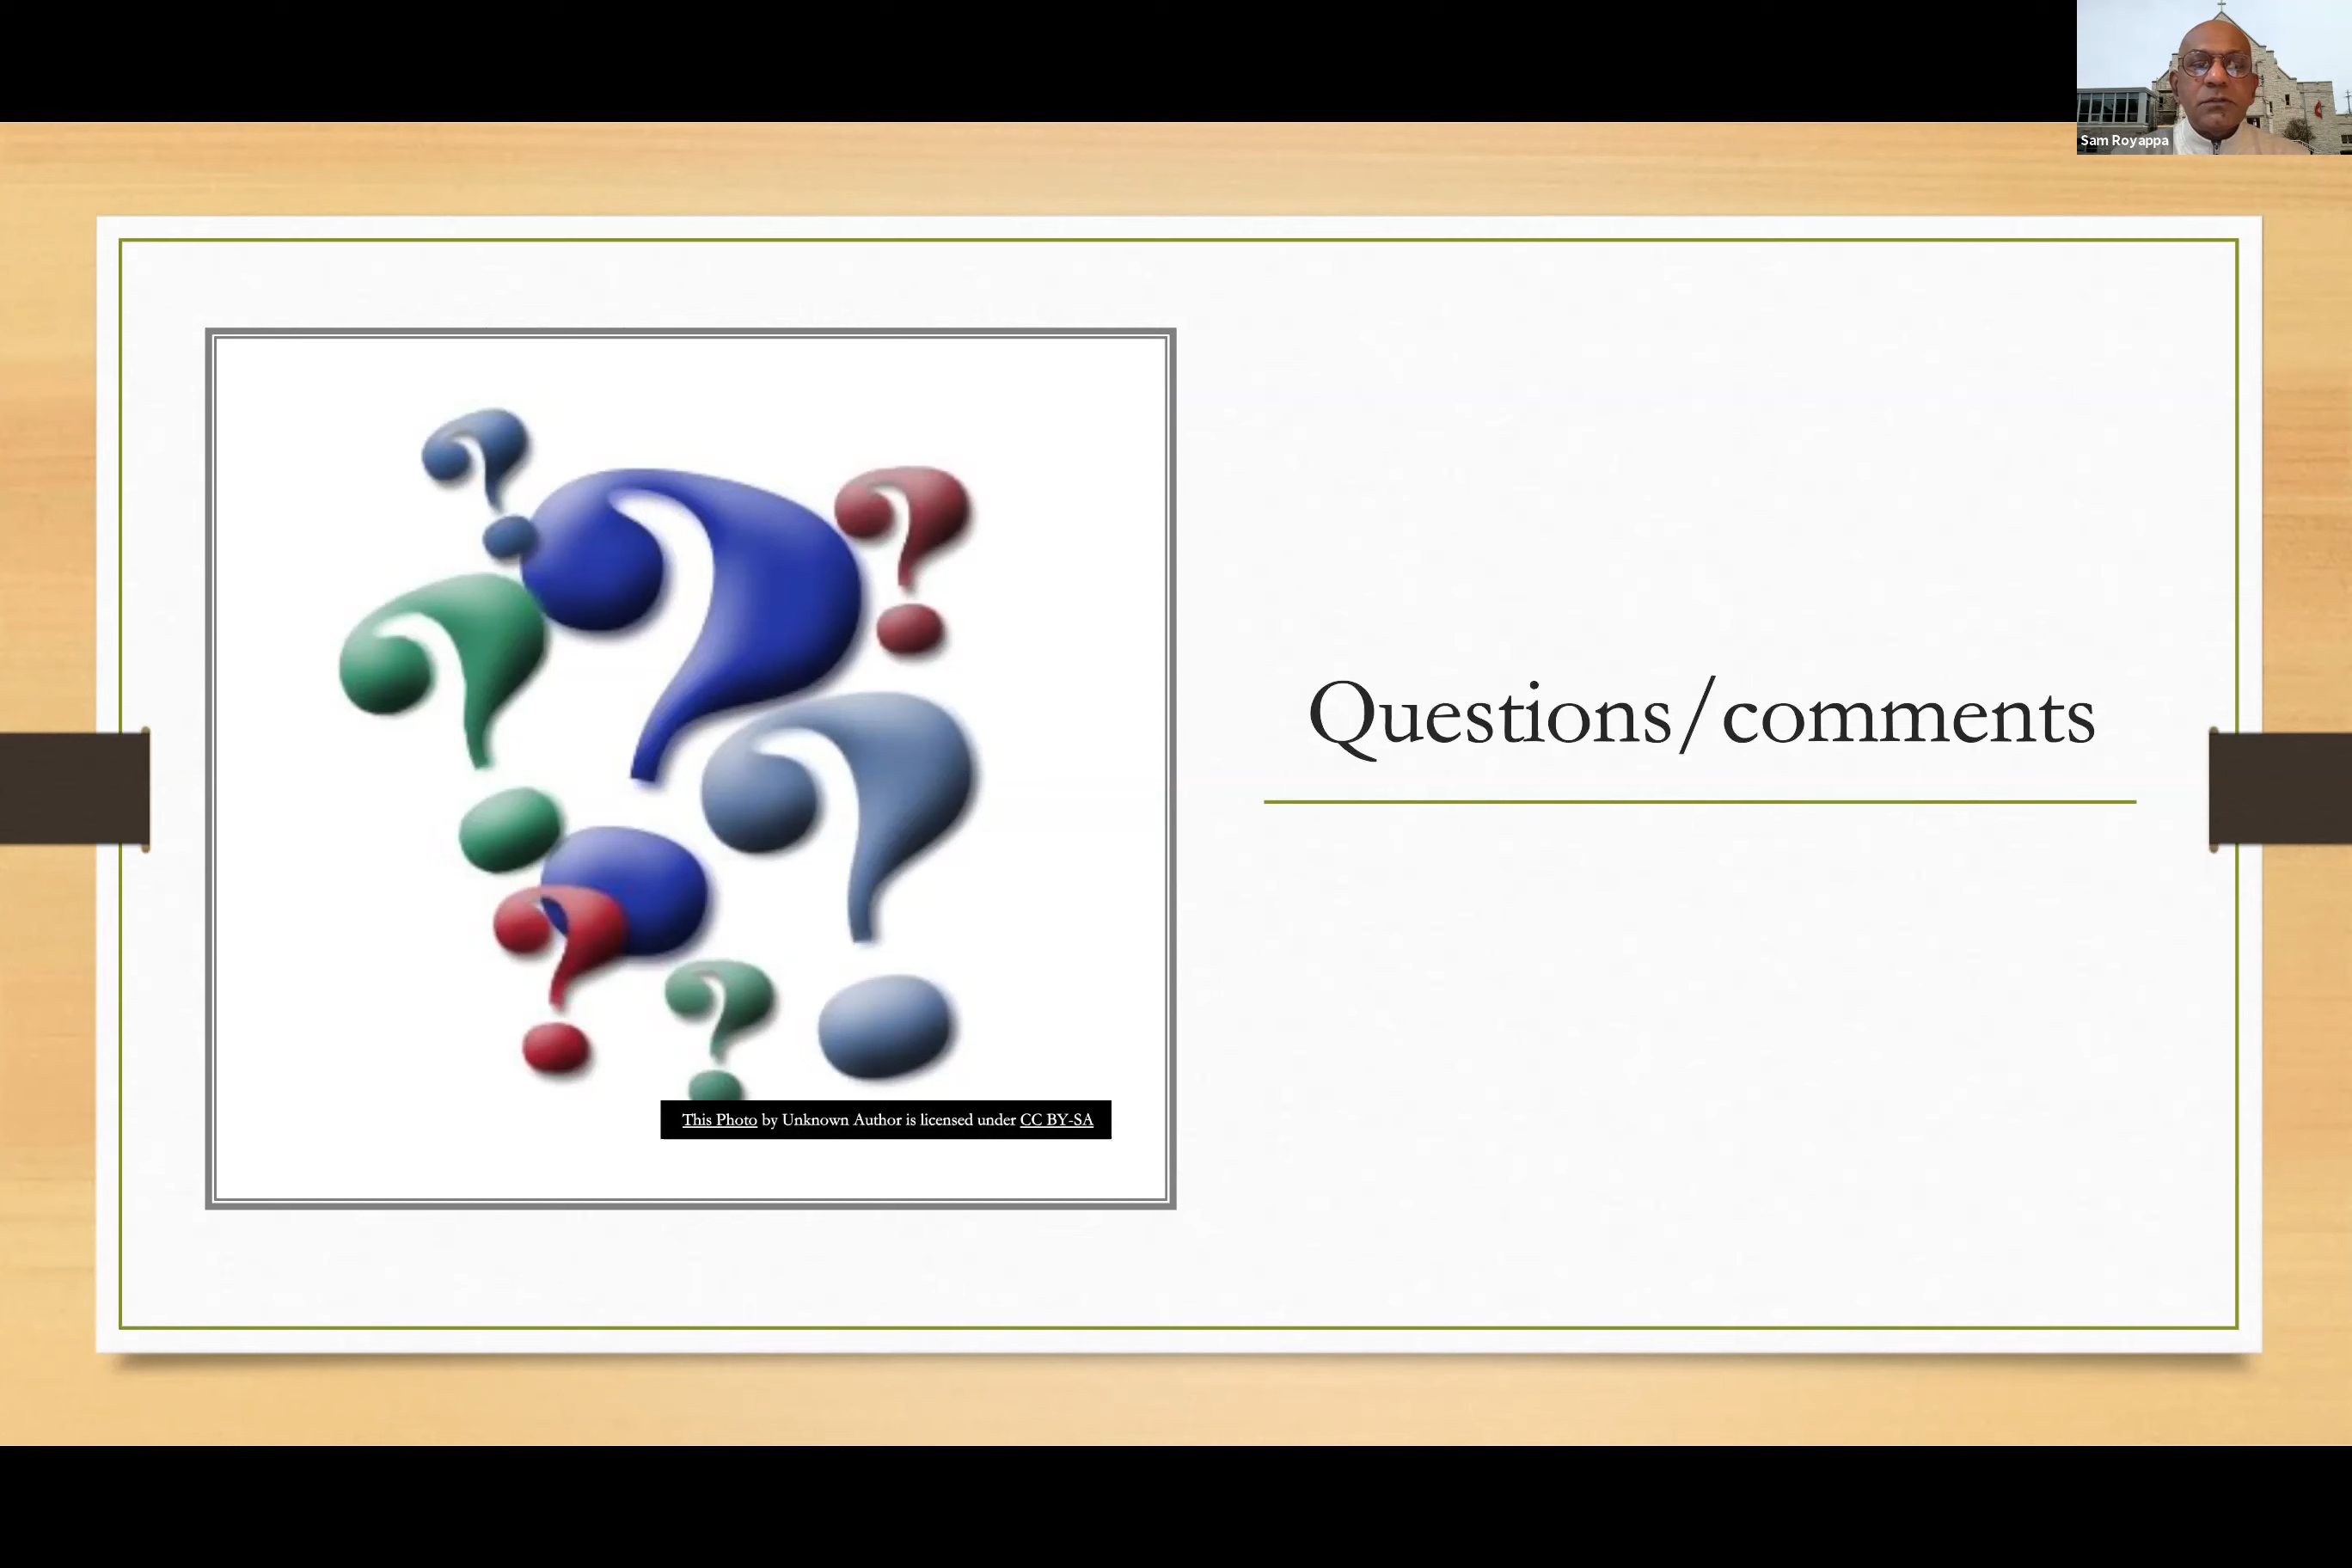 Sam Royappa
Questions/comments
This Photo by Unknown Author is licensed under CC BY-SA